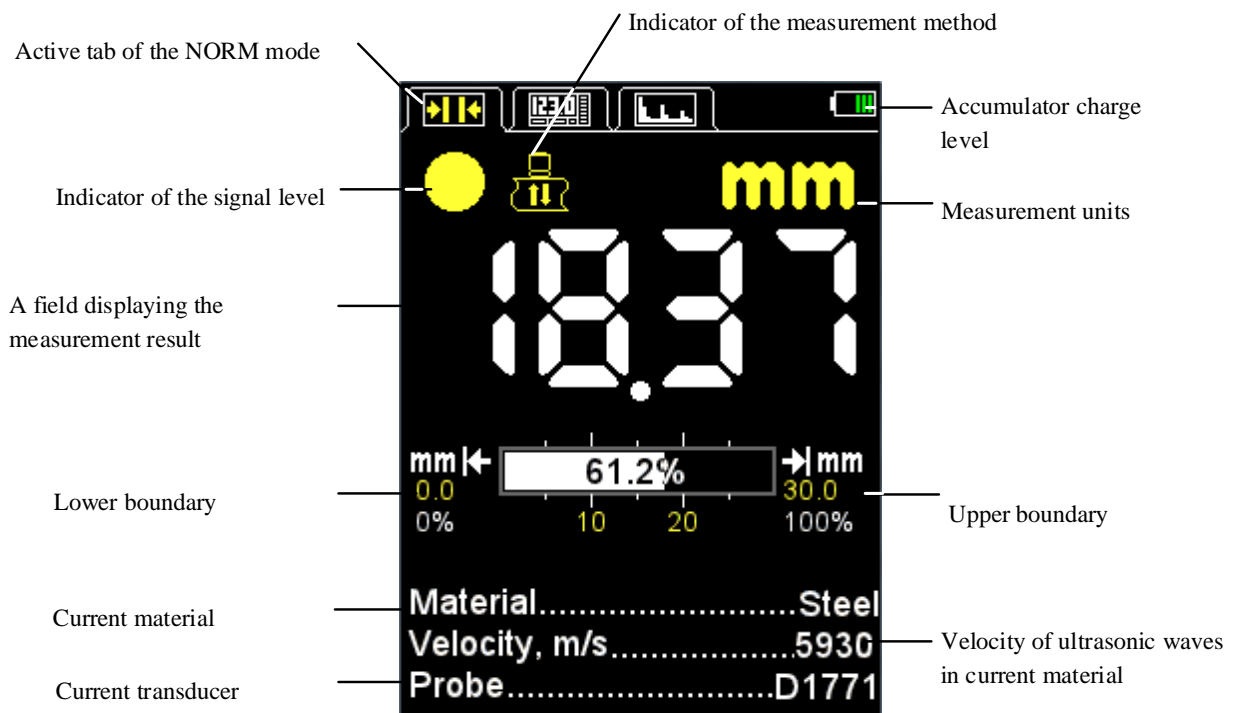 Indicator of the measurement method
Active tab of the NORM mode
123.0
Accumulator charge
level
Indicator of the signal level
mm
Measurement units
18.37
A field displaying the
measurement result
mm
61.2%
mm
0.0
30.0
Lower boundary
Upper boundary
0% 10 20 100%
Material..........................Steel
Current material
Velocity, m/s..................5930
Velocity of ultrasonic waves
in current material
Probe..........................D1771
Current transducer